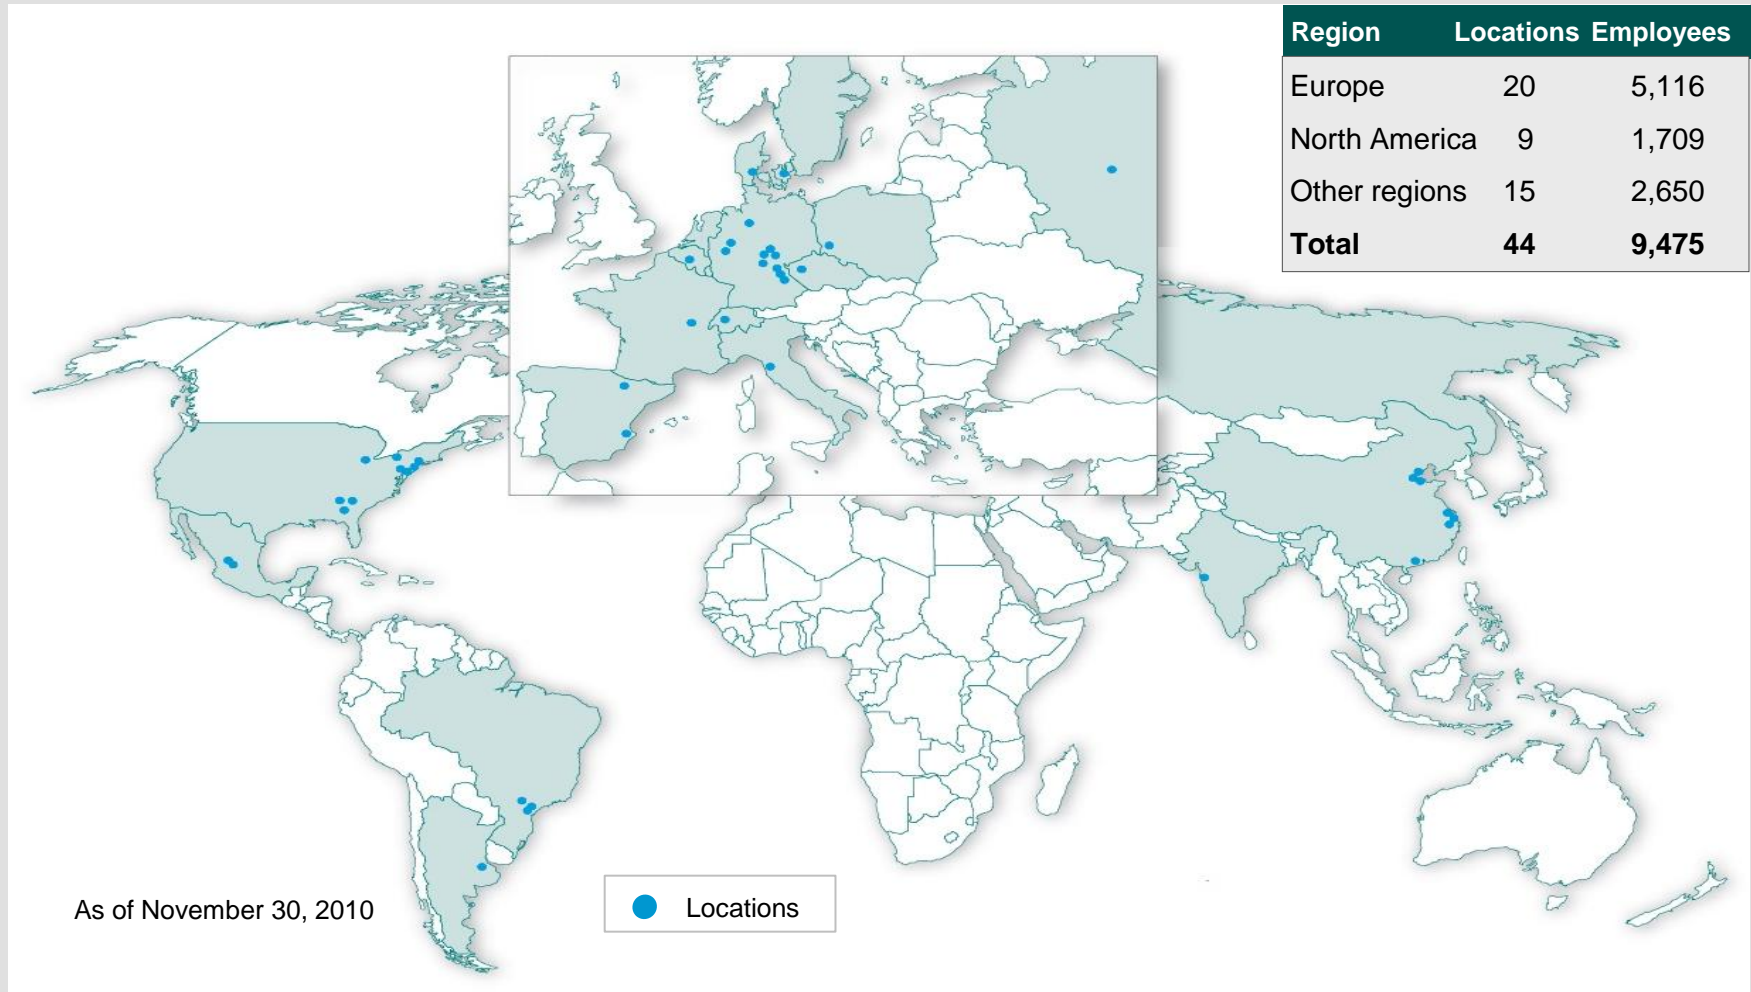 Region Locations Employees
Europe 20 5,116
North America 9 1,709
Other regions 15 2,650
Total 44 9,475
As of November 30, 2010
Locations